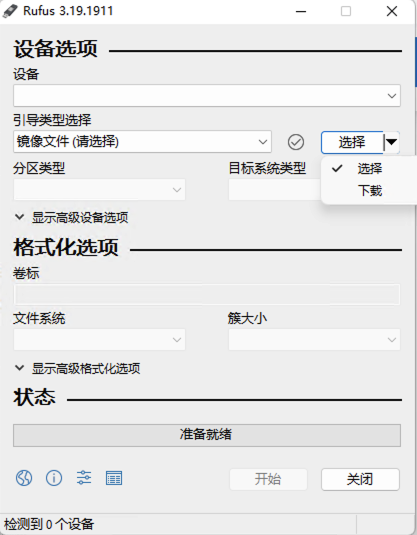 Rufus 3.19.1911
设备选项
设备
引导类型选择
镜像文件 (请选择)
选择
选择
下载
分区类型
目标系统类型
显示高级设备选项
格式化选项
卷标
文件系统
簇大小
显示高级格式化选项
状态
准备就绪
开始
关闭
检测到 0 个设备